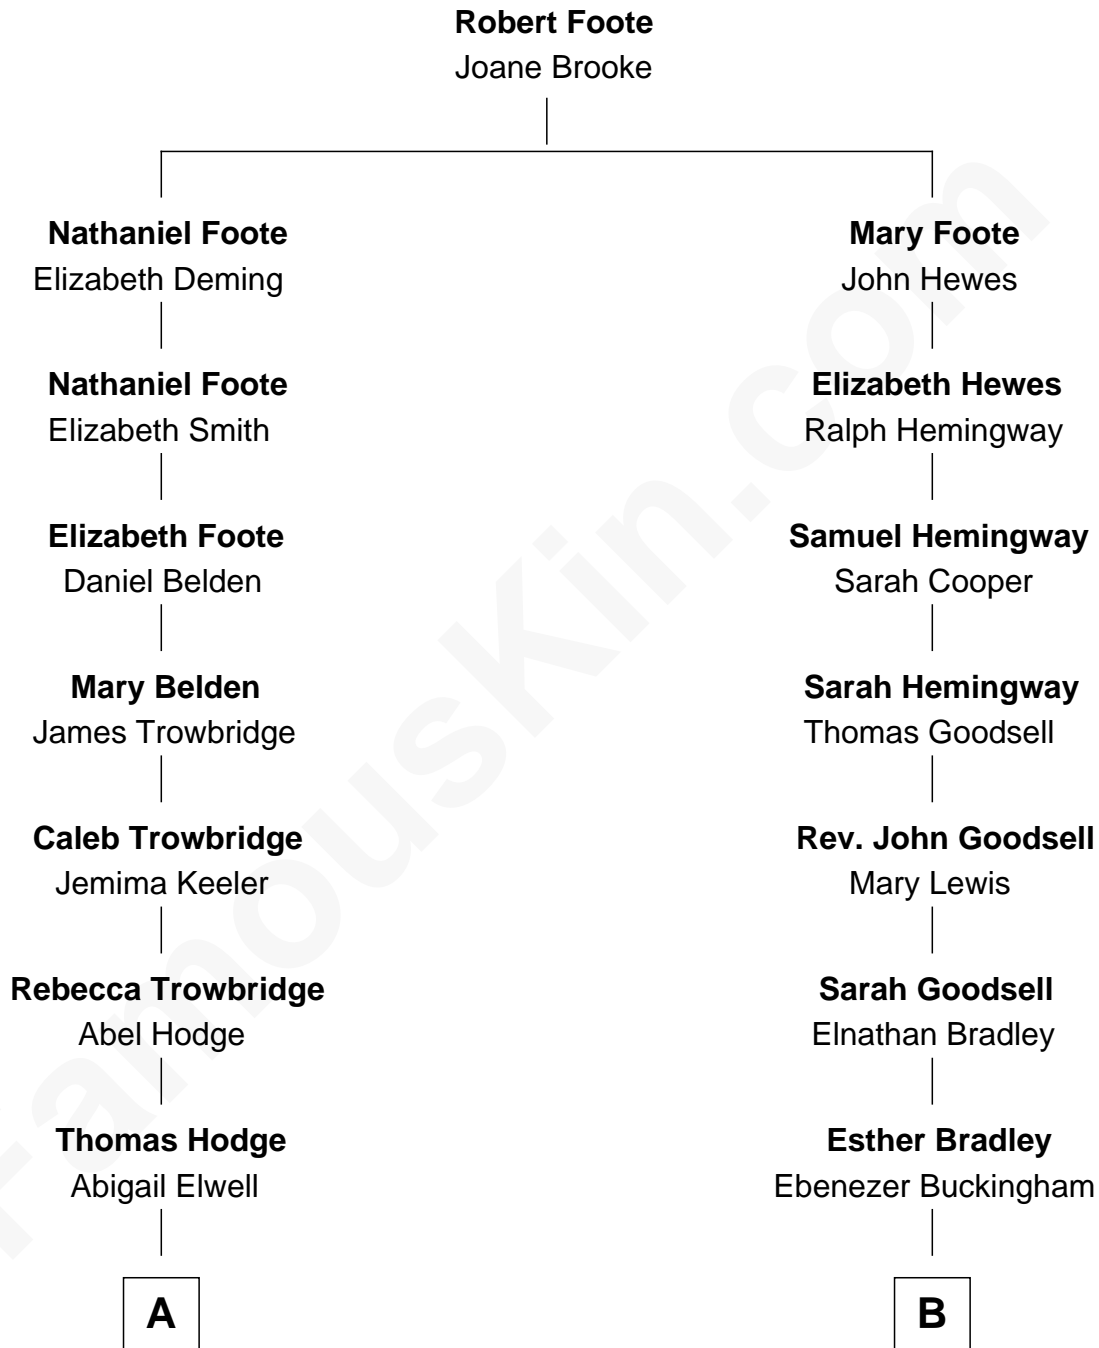 Robert Foote
Joane Brooke
Nathaniel Foote
Elizabeth Deming
Mary Foote
John Hewes
Nathaniel Foote
Elizabeth Smith
Elizabeth Hewes
Ralph Hemingway
Elizabeth Foote
Daniel Belden
Samuel Hemingway
Sarah Cooper
Mary Belden
James Trowbridge
Sarah Hemingway
Thomas Goodsell
Caleb Trowbridge
Jemima Keeler
Rev. John Goodsell
Mary Lewis
Rebecca Trowbridge
Abel Hodge
Sarah Goodsell
Elnathan Bradley
Thomas Hodge
Abigail Elwell
Esther Bradley
Ebenezer Buckingham
A
B
FamousKin.com